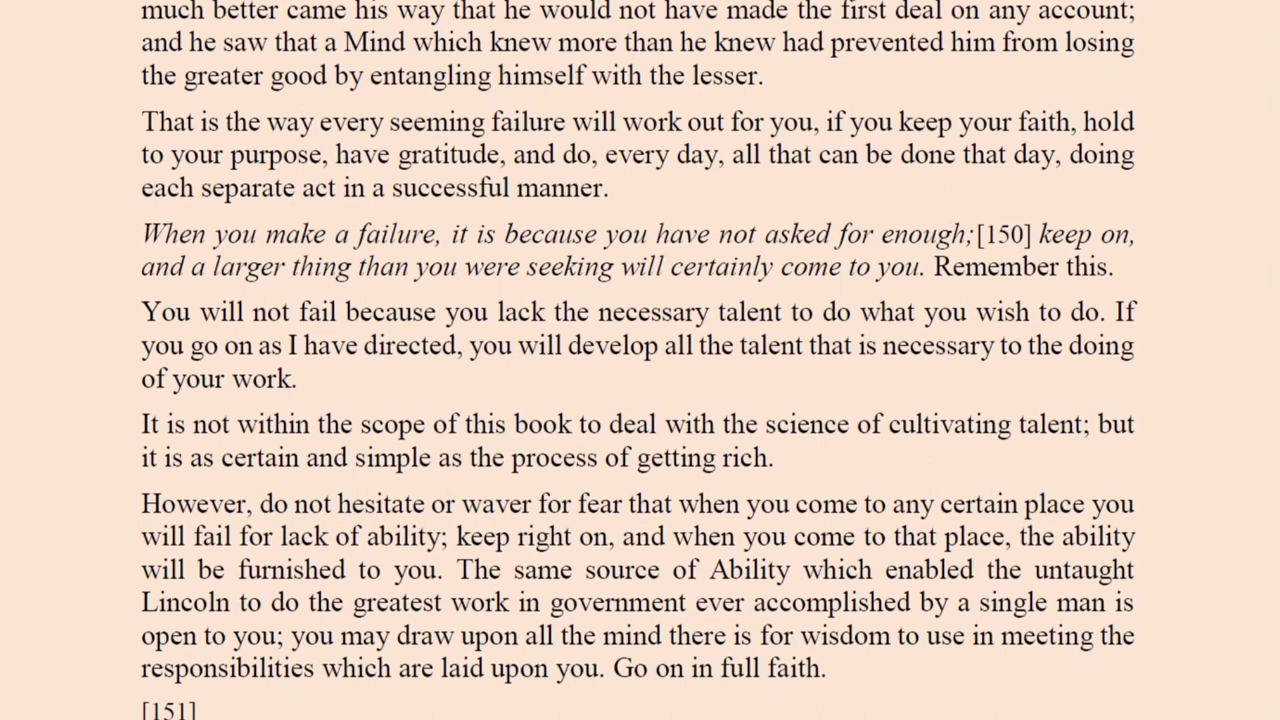 much better came his way that he would not have made the first deal on any account;
and he saw that a Mind which knew more than he knew had prevented him from losing
the greater good by entangling himself with the lesser.
That is the way every seeming failure will work out for you, if you keep your faith, hold
to your purpose, have gratitude, and do, every day, all that can be done that day, doing
each separate act in a successful manner.
When you make a failure, it is because you have not asked for enough;[150] keep on,
and a larger thing than you were seeking will certainly come to you. Remember this.
You will not fail because you lack the necessary talent to do what you wish to do. If
you go on as I have directed, you will develop all the talent that is necessary to the doing
of your work.
It is not within the scope of this book to deal with the science of cultivating talent; but
it is as certain and simple as the process of getting rich.
However, do not hesitate or waver for fear that when you come to any certain place you
will fail for lack of ability; keep right on, and when you come to that place, the ability
will be furnished to you. The same source of Ability which enabled the untaught
Lincoln to do the greatest work in government ever accomplished by a single man is
open to you; you may draw upon all the mind there is for wisdom to use in meeting the
responsibilities which are laid upon you. Go on in full faith.
[151]